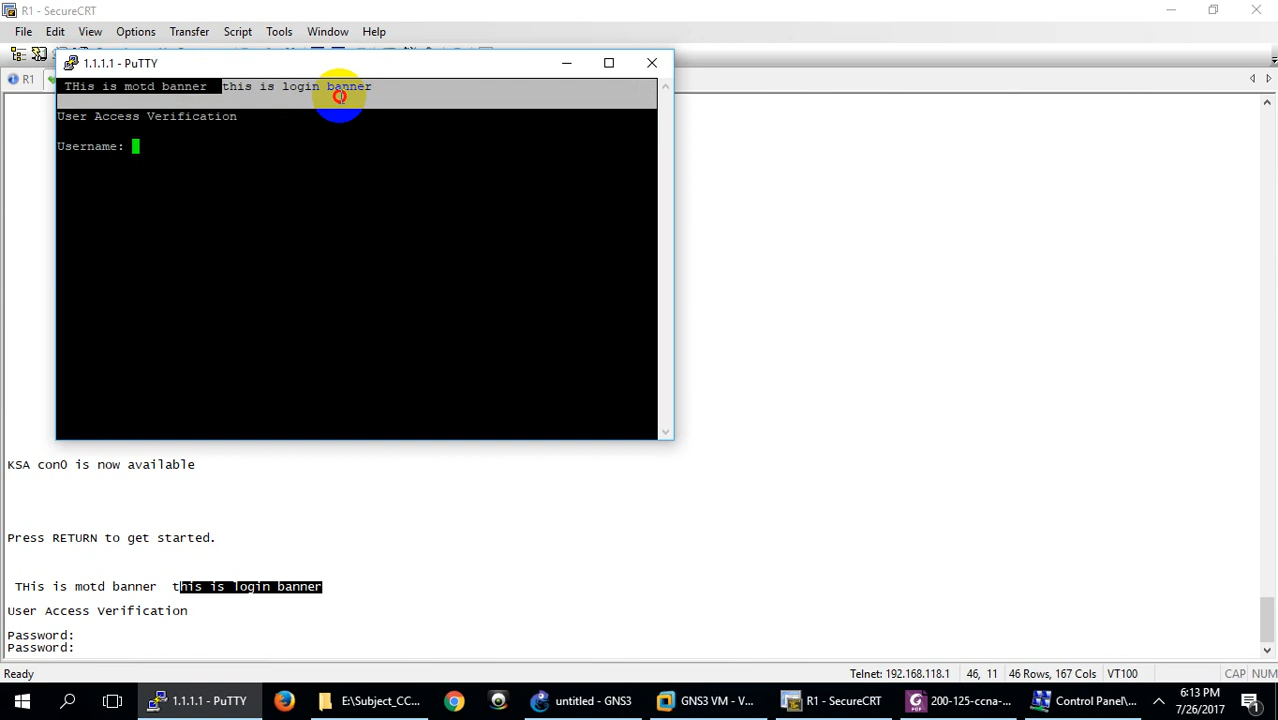 R1 - SecureCRT
File Edit View Options Transfer Script Tools Window Help
R1
1.1.1.1 - PuTTY
THis is motd banner this is login banner
User Access Verification
Username:
KSA con0 is now available
Press RETURN to get started.
THis is motd banner this is login banner
User Access Verification
Password:
Password:
Ready Telnet: 192.168.118.1 46, 11 46 Rows, 167 Cols VT100 CAP NUM
1.1.1.1 - PuTTY E:\Subject_CC... untitled - GNS3 GNS3 VM - V... R1 - SecureCRT 200-125-ccna-... Control Panel\... 6:13 PM
7/26/2017